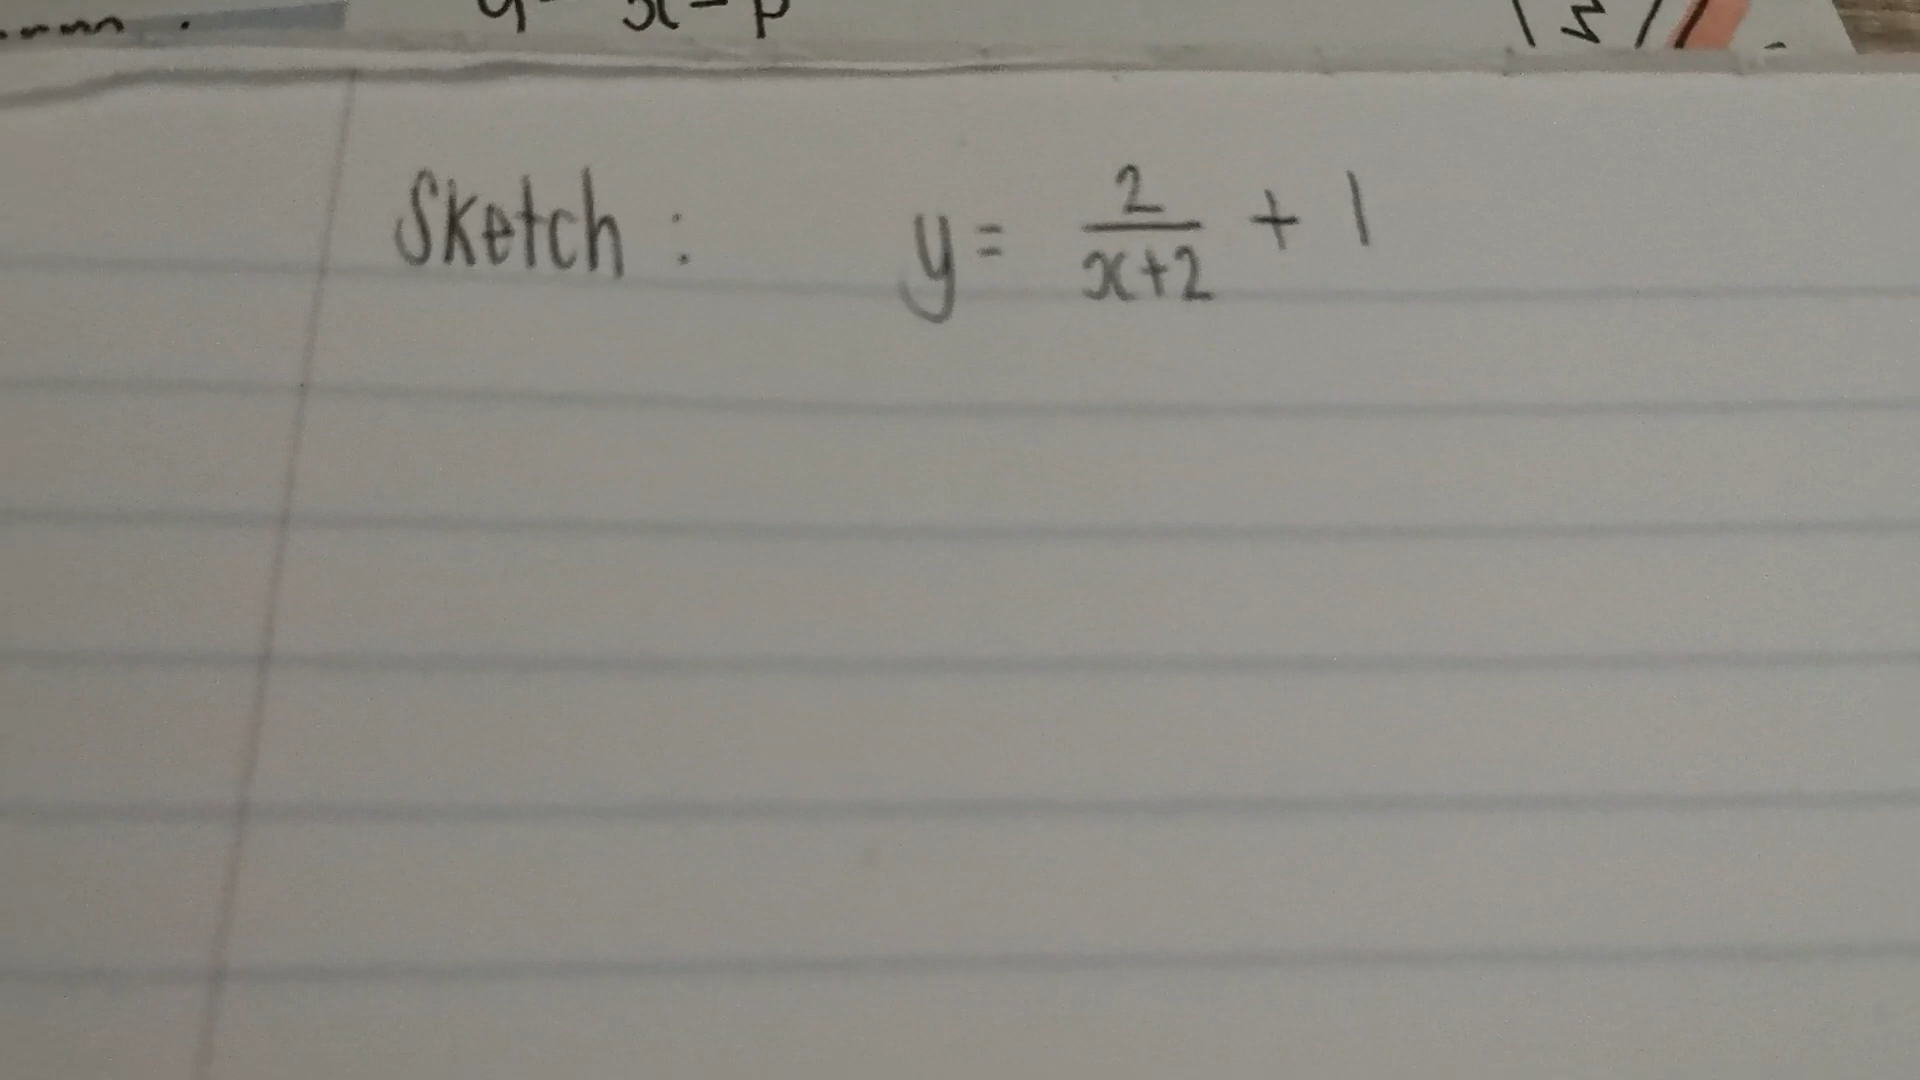 Sketch : y = 2/(x+2) + 1